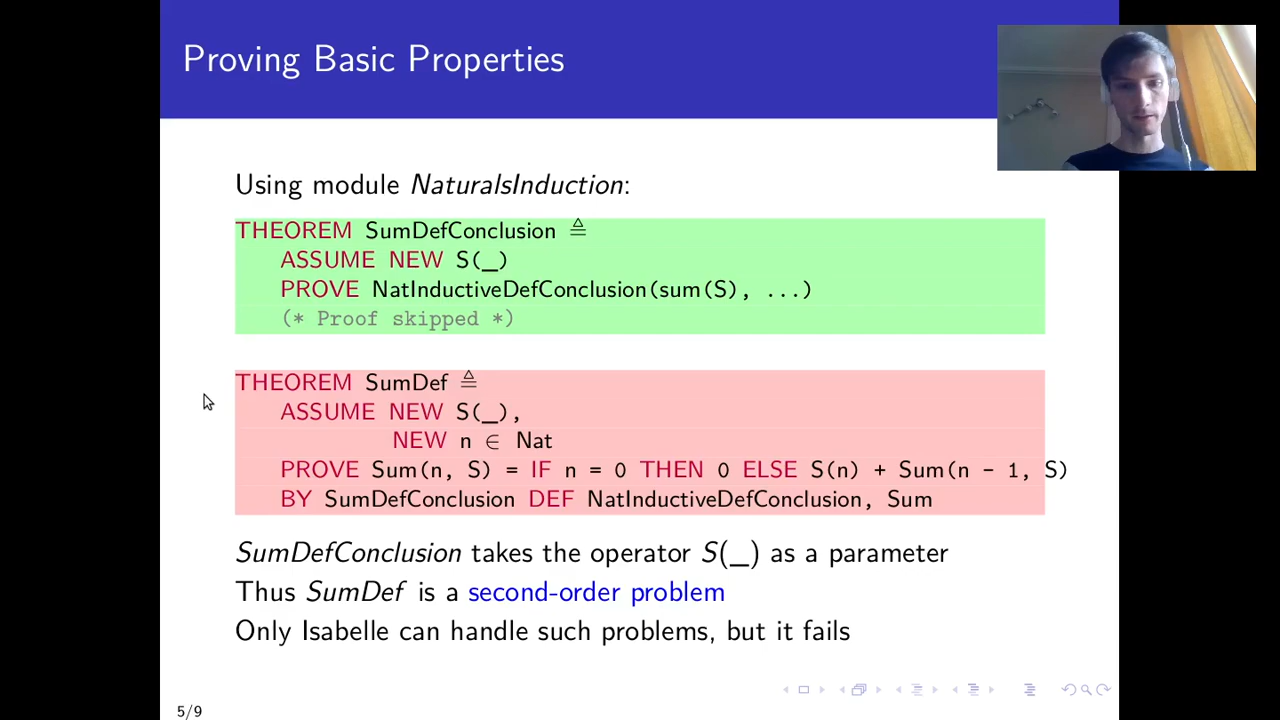 Proving Basic Properties
Using module NaturalsInduction:
THEOREM SumDefConclusion ≜
ASSUME NEW S(_)
PROVE NatInductiveDefConclusion(sum(S), ...)
(* Proof skipped *)
THEOREM SumDef ≜
ASSUME NEW S(_),
NEW n ∈ Nat
PROVE Sum(n, S) = IF n = 0 THEN 0 ELSE S(n) + Sum(n - 1, S)
BY SumDefConclusion DEF NatInductiveDefConclusion, Sum
SumDefConclusion takes the operator S(_) as a parameter
Thus SumDef is a second-order problem
Only Isabelle can handle such problems, but it fails
5/9